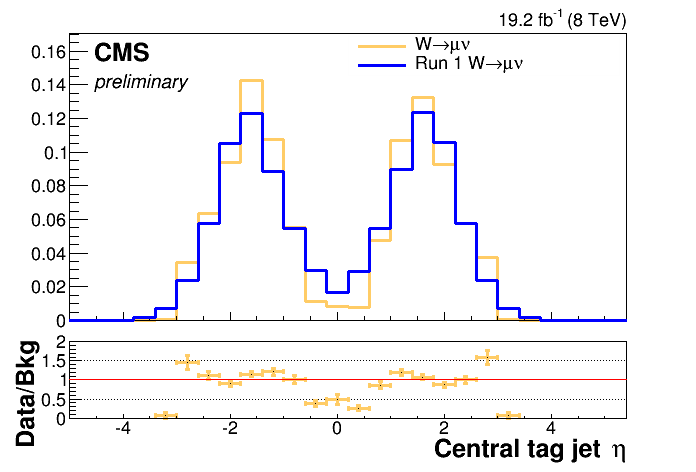 19.2 fb⁻¹ (8 TeV)
CMS
preliminary
W→μν
Run 1 W→μν
0.16
0.14
0.12
0.1
0.08
0.06
0.04
0.02
0
Data/Bkg
2
1.5
1
0.5
0
-4 -2 0 2 4
Central tag jet η